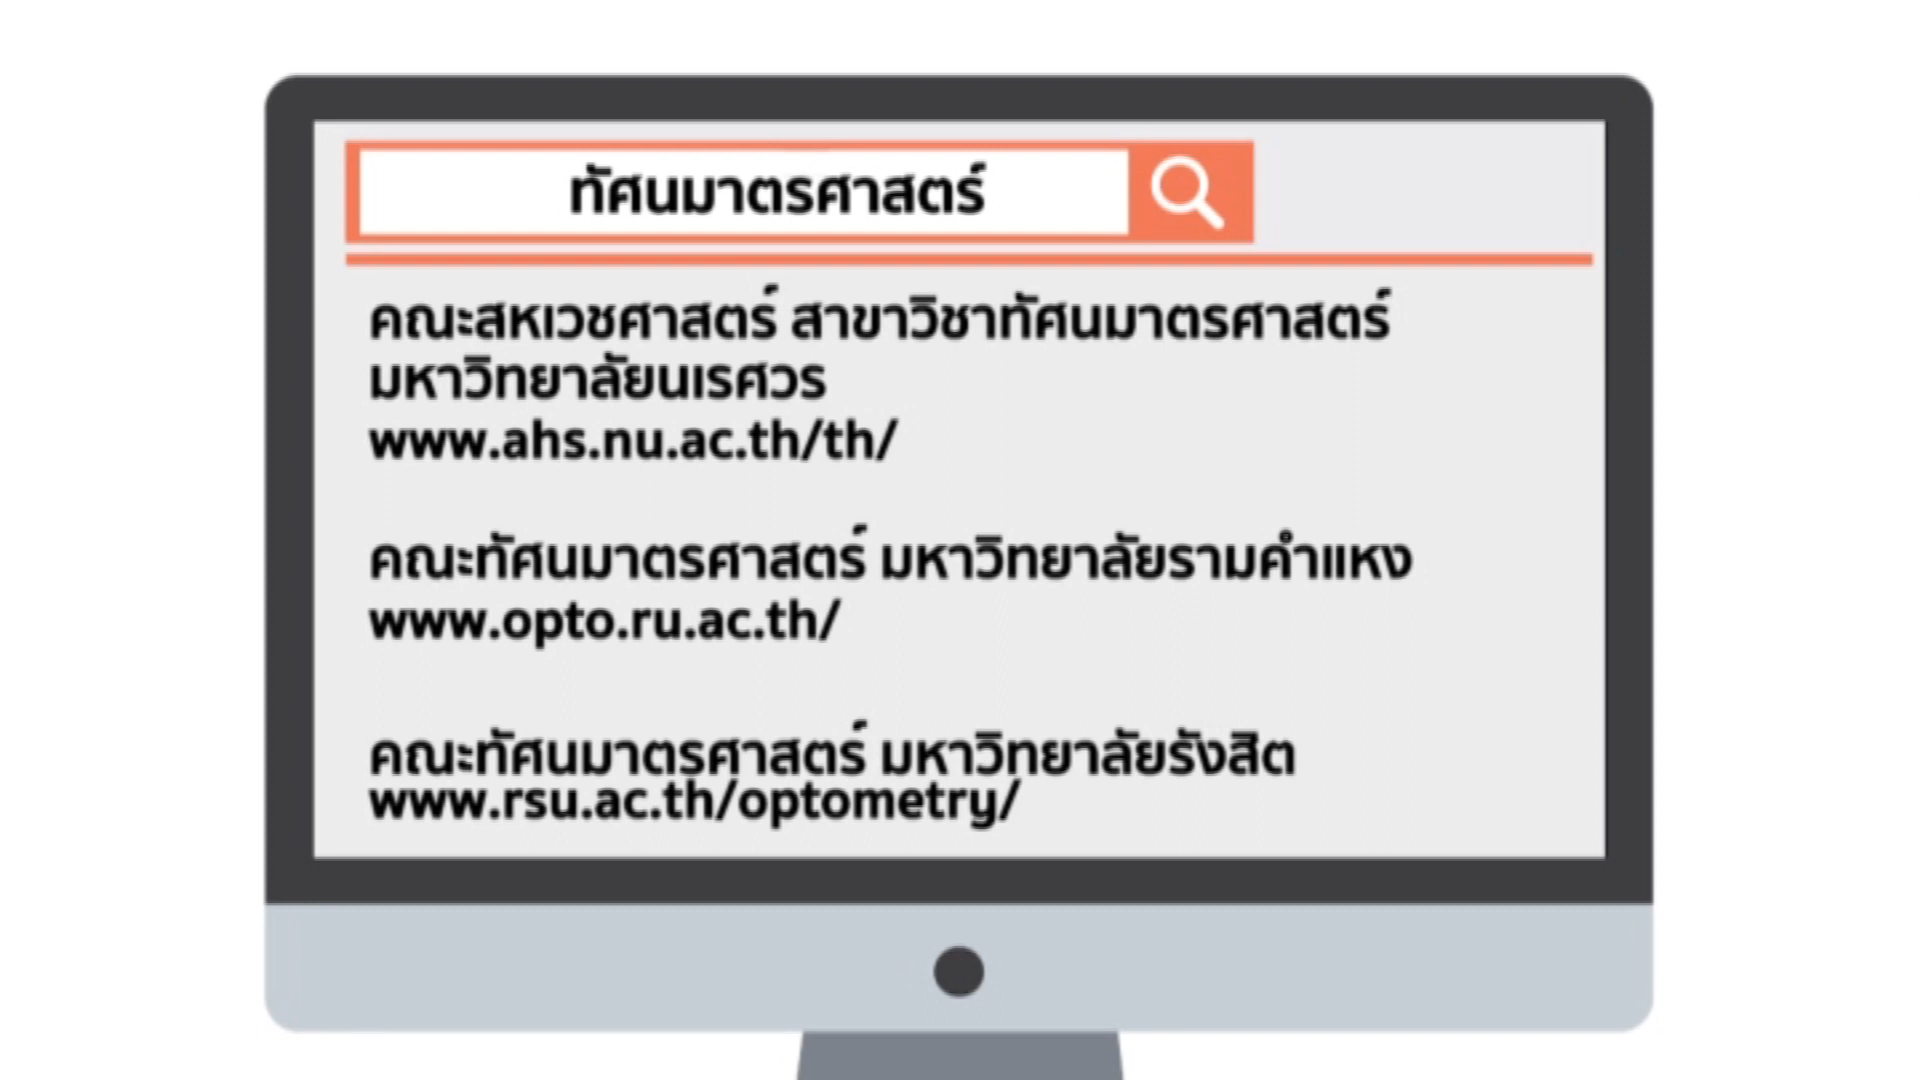 ทัศนมาตรศาสตร์
คณะสหเวชศาสตร์ สาขาวิชาทัศนมาตรศาสตร์
มหาวิทยาลัยนเรศวร
www.ahs.nu.ac.th/th/
คณะทัศนมาตรศาสตร์ มหาวิทยาลัยรามคำแหง
www.opto.ru.ac.th/
คณะทัศนมาตรศาสตร์ มหาวิทยาลัยรังสิต
www.rsu.ac.th/optometry/